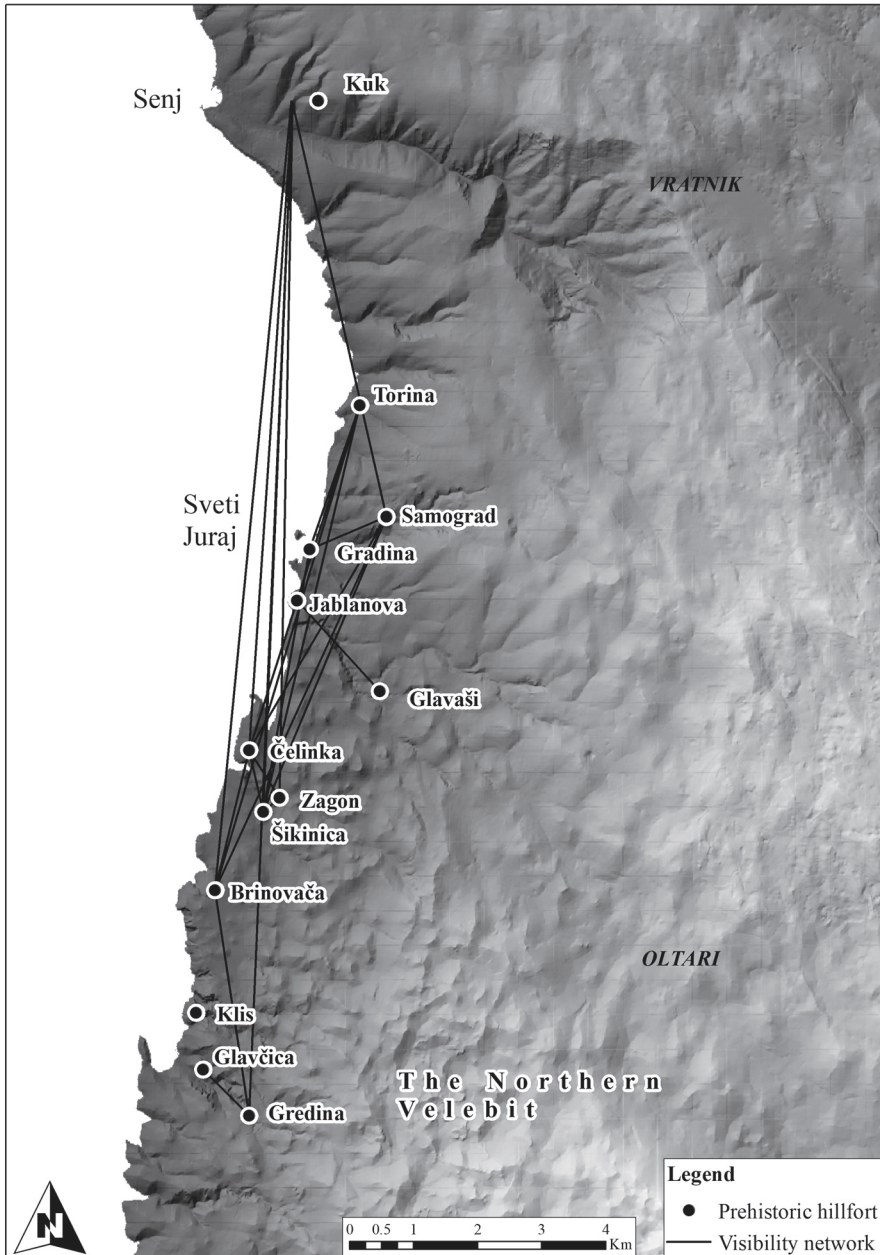 Kuk
Senj
VRATNIK
Torina
Sveti
Juraj
Samograd
Gradina
Jablanova
Glavaši
Čelinka
Zagon
Šikinica
Brinovača
OLTARI
Klis
Glavčica
The Northern
Velebit
Gredina
Legend
Prehistoric hillfort
Visibility network
N
0 0.5 1 2 3 4
Km